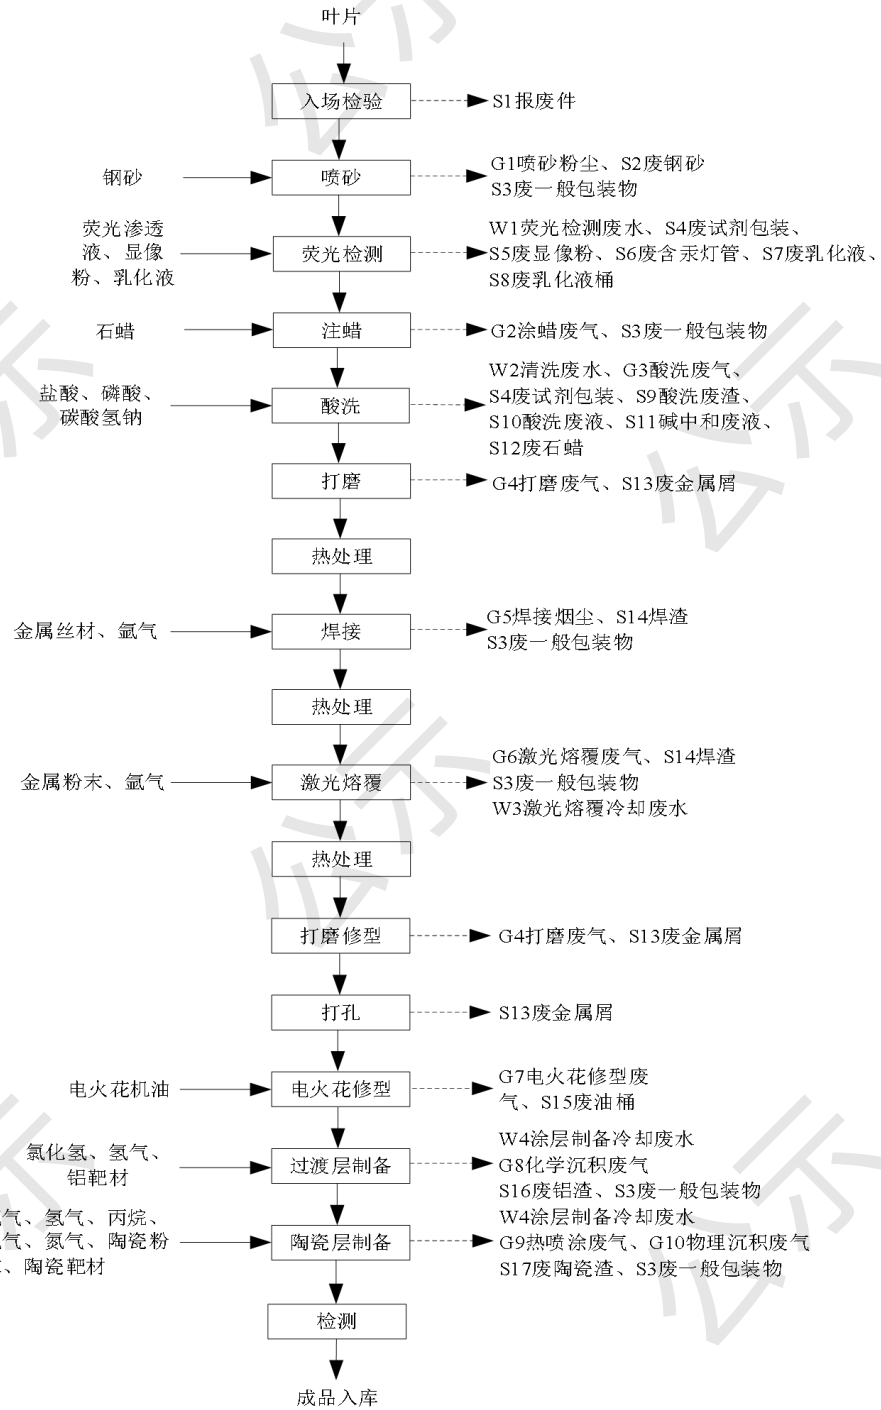 叶片
入场检验
S1报废件
钢砂
喷砂
G1喷砂粉尘、S2废钢砂
S3废一般包装物
荧光渗透
液、显像
粉、乳化液
荧光检测
W1荧光检测废水、S4废试剂包装、
S5废显像粉、S6废含汞灯管、S7废乳化液、
S8废乳化液桶
石蜡
注蜡
G2涂蜡废气、S3废一般包装物
盐酸、磷酸、
碳酸氢钠
酸洗
W2清洗废水、G3酸洗废气、
S4废试剂包装、S9酸洗废渣、
S10酸洗废液、S11碱中和废液、
S12废石蜡
打磨
G4打磨废气、S13废金属屑
热处理
金属丝材、氩气
焊接
G5焊接烟尘、S14焊渣
S3废一般包装物
热处理
金属粉末、氩气
激光熔覆
G6激光熔覆废气、S14焊渣
S3废一般包装物
W3激光熔覆冷却废水
热处理
打磨修型
G4打磨废气、S13废金属屑
打孔
S13废金属屑
电火花机油
电火花修型
G7电火花修型废
气、S15废油桶
氯化氢、氢气、
铝靶材
过渡层制备
W4涂层制备冷却废水
G8化学沉积废气
S16废铝渣、S3废一般包装物
气、氢气、丙烷、
气、氮气、陶瓷粉
、陶瓷靶材
陶瓷层制备
W4涂层制备冷却废水
G9热喷涂废气、G10物理沉积废气
S17废陶瓷渣、S3废一般包装物
检测
成品入库
公示
公示
公示
公示
公示
公示